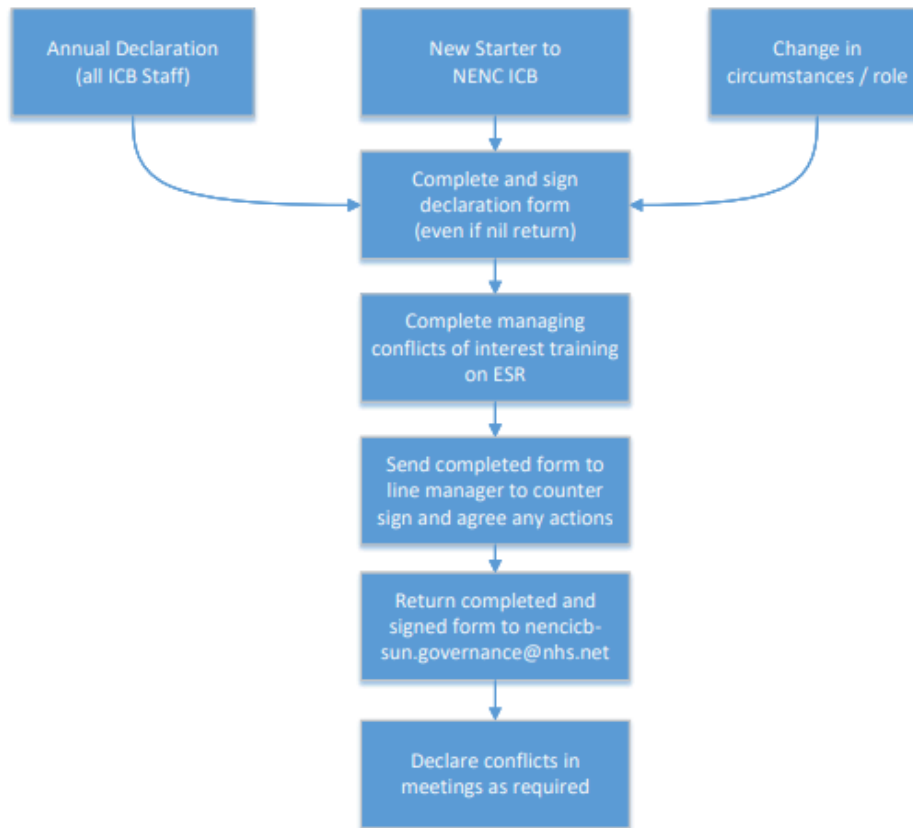 Annual Declaration
(all ICB Staff)
New Starter to
NENC ICB
Change in
circumstances / role
Complete and sign
declaration form
(even if nil return)
Complete managing
conflicts of interest training
on ESR
Send completed form to
line manager to counter
sign and agree any actions
Return completed and
signed form to nencicb-
sun.governance@nhs.net
Declare conflicts in
meetings as required